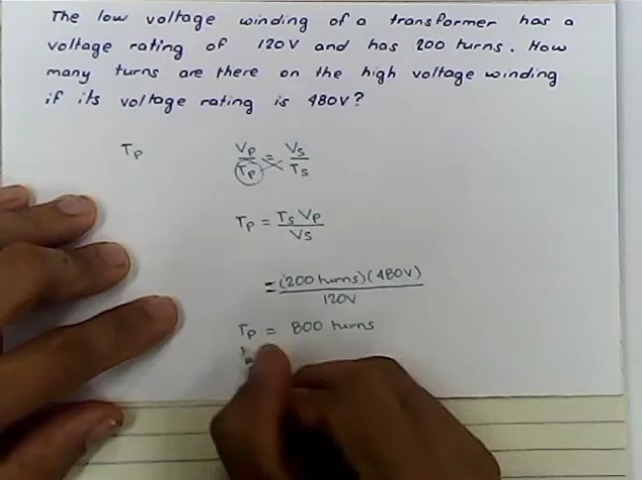 The low voltage winding of a transformer has a
voltage rating of 120V and has 200 turns. How
many turns are there on the high voltage winding
if its voltage rating is 480V?
Tp
Vp/Tp = Vs/Ts
Tp = Ts Vp/Vs
= (200 turns)(480V)/120V
Tp = 800 turns